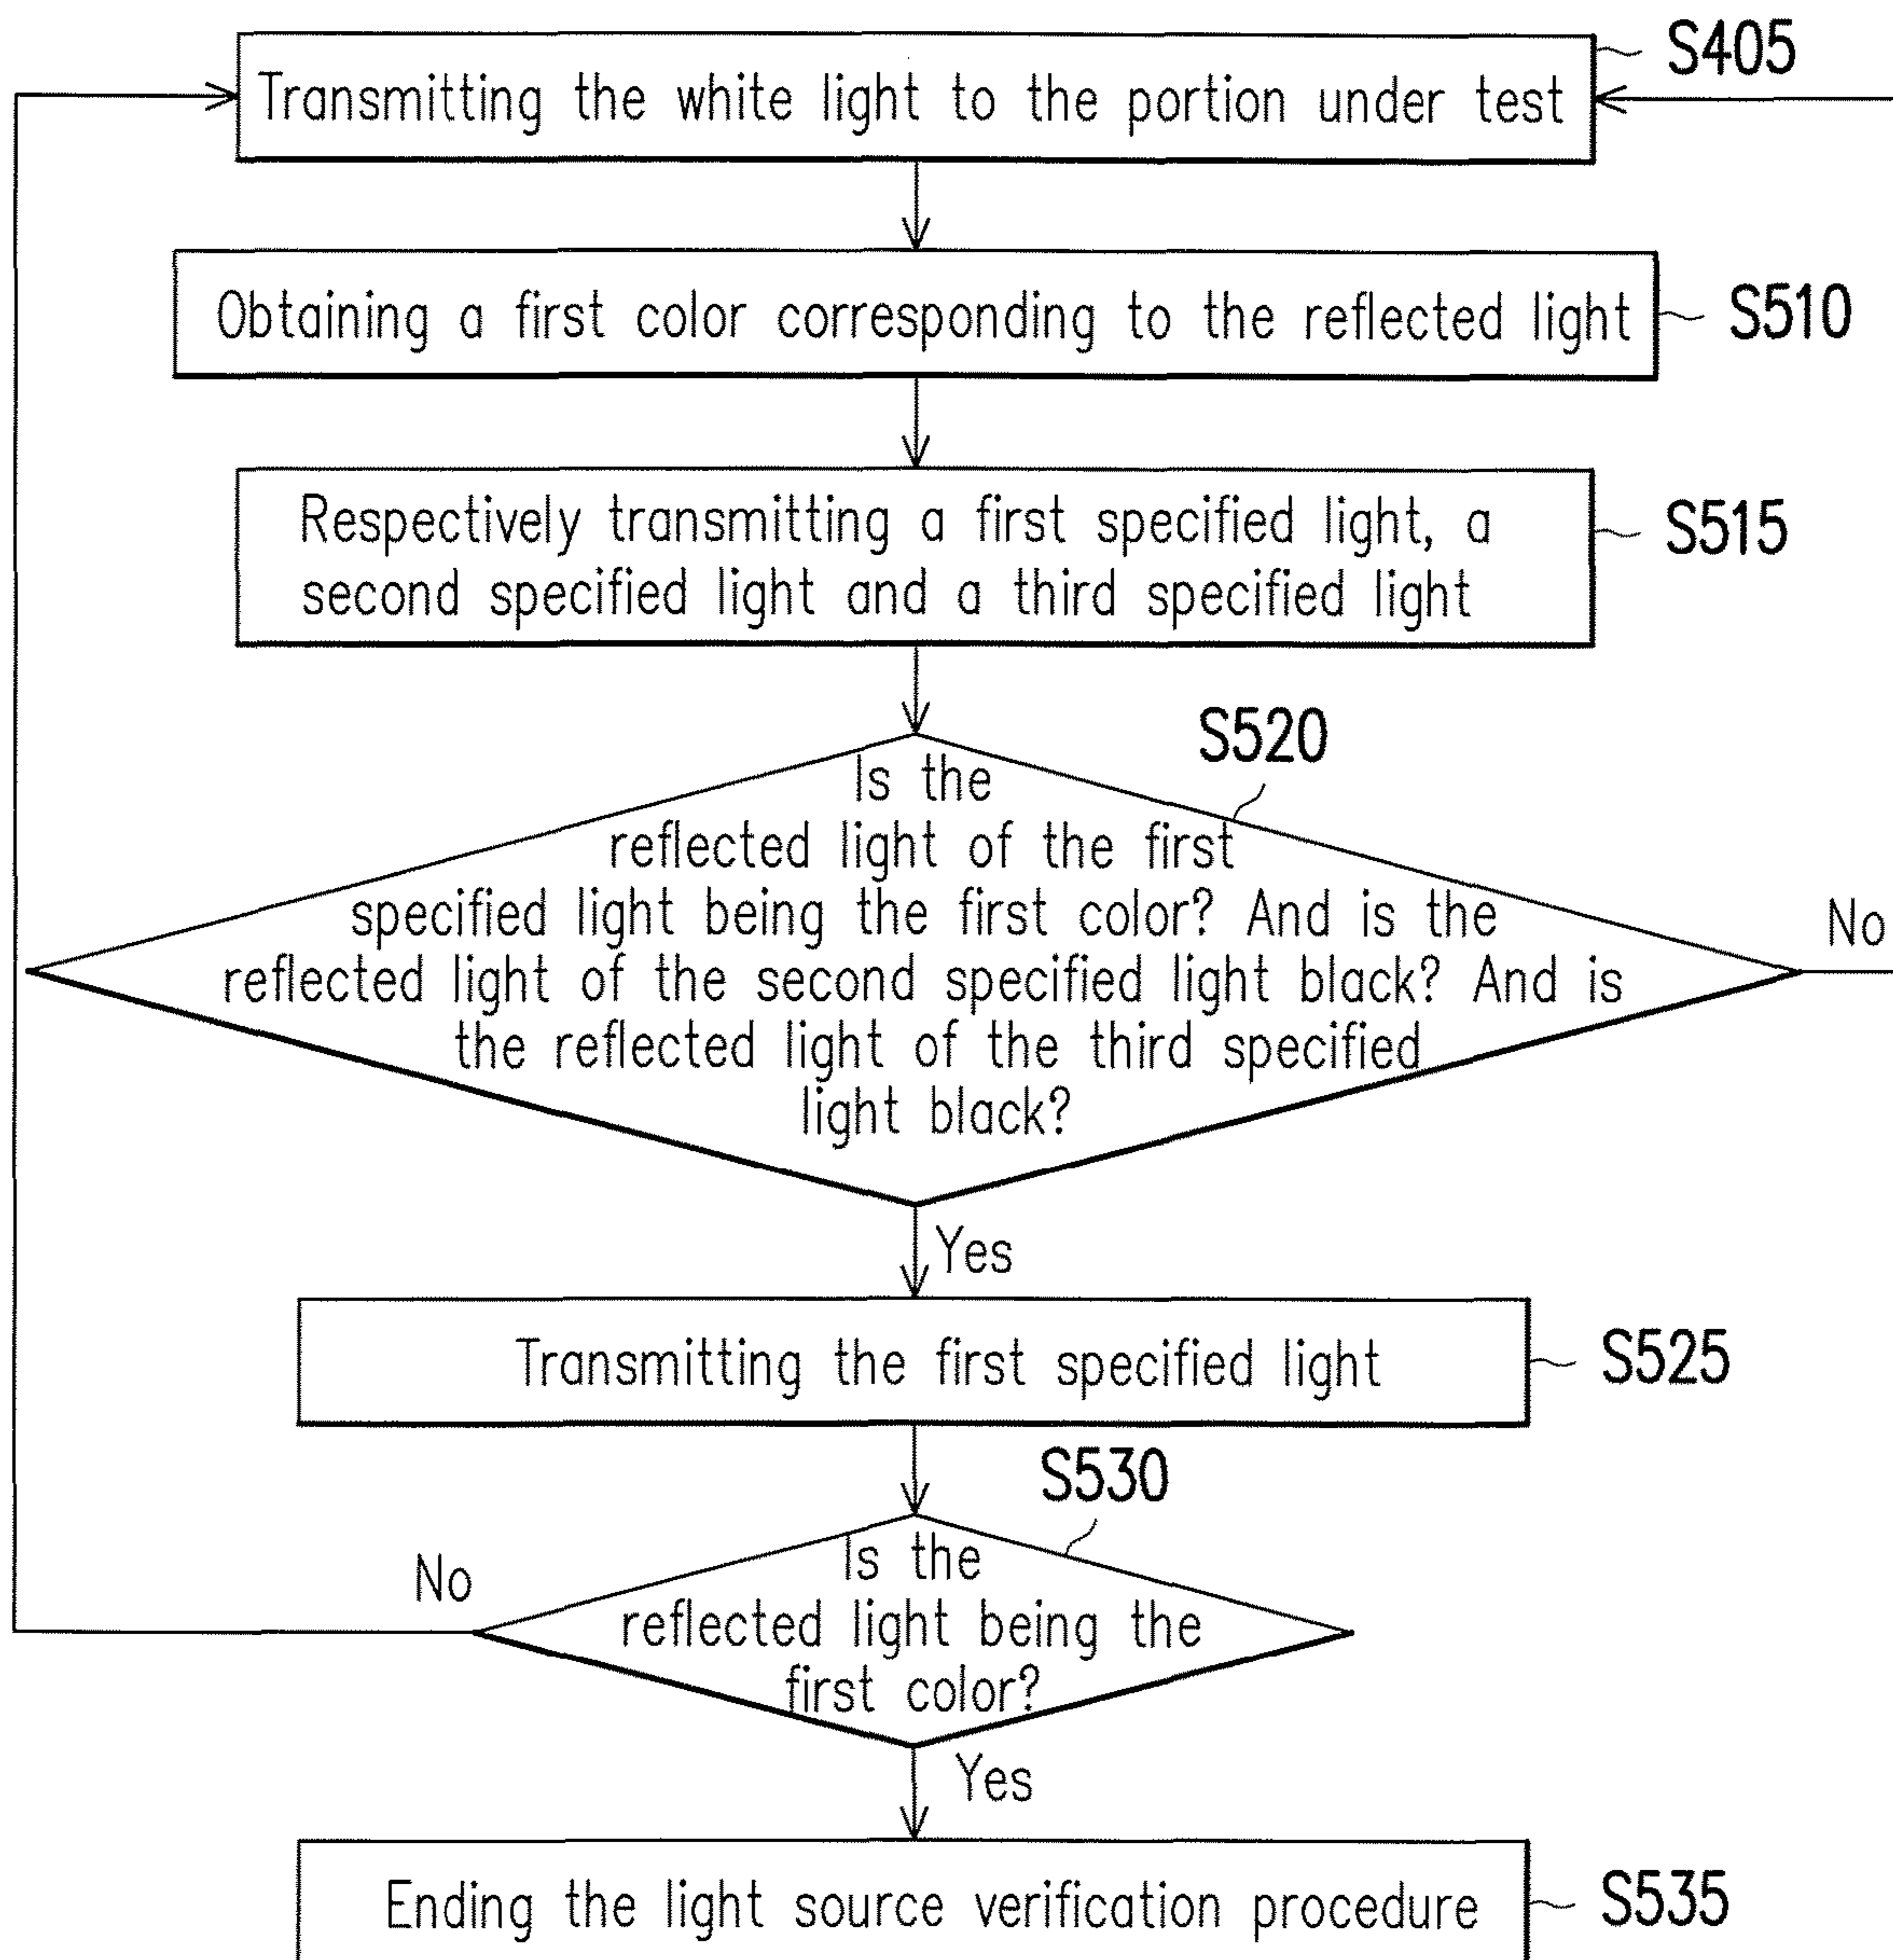 S405
Transmitting the white light to the portion under test
Obtaining a first color corresponding to the reflected light
S510
Respectively transmitting a first specified light, a
second specified light and a third specified light
S515
S520
Is the
reflected light of the first
specified light being the first color? And is the
reflected light of the second specified light black? And is
the reflected light of the third specified
light black?
No
Yes
Transmitting the first specified light
S525
S530
Is the
reflected light being the
first color?
No
Yes
Ending the light source verification procedure
S535